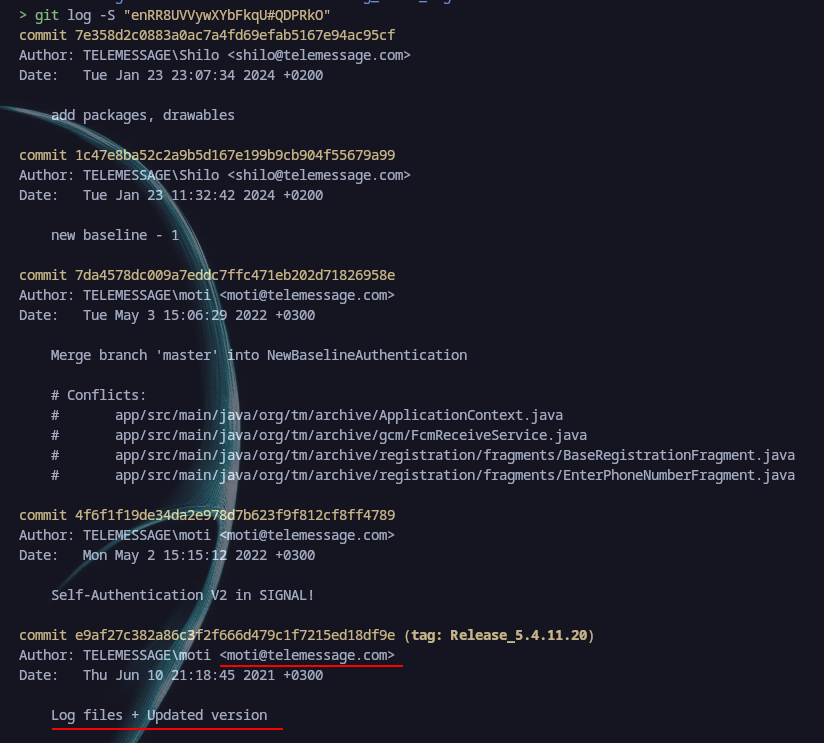 > git log -S "enRR8UVVywXYbFkqU#QDPRkO"
commit 7e358d2c0883a0ac7a4fd69efab5167e94ac95cf
Author: TELEMESSAGE\Shilo <shilo@telemessage.com>
Date:   Tue Jan 23 23:07:34 2024 +0200
add packages, drawables
commit 1c47e8ba52c2a9b5d167e199b9cb904f55679a99
Author: TELEMESSAGE\Shilo <shilo@telemessage.com>
Date:   Tue Jan 23 11:32:42 2024 +0200
new baseline - 1
commit 7da4578dc009a7eddc7ffc471eb202d71826958e
Author: TELEMESSAGE\moti <moti@telemessage.com>
Date:   Tue May 3 15:06:29 2022 +0300
Merge branch 'master' into NewBaselineAuthentication
# Conflicts:
#       app/src/main/java/org/tm/archive/ApplicationContext.java
#       app/src/main/java/org/tm/archive/gcm/FcmReceiveService.java
#       app/src/main/java/org/tm/archive/registration/fragments/BaseRegistrationFragment.java
#       app/src/main/java/org/tm/archive/registration/fragments/EnterPhoneNumberFragment.java
commit 4f6f1f19de34da2e978d7b623f9f812cf8ff4789
Author: TELEMESSAGE\moti <moti@telemessage.com>
Date:   Mon May 2 15:15:12 2022 +0300
Self-Authentication V2 in SIGNAL!
commit e9af27c382a86c3f2f666d479c1f7215ed18df9e (tag: Release_5.4.11.20)
Author: TELEMESSAGE\moti <moti@telemessage.com>
Date:   Thu Jun 10 21:18:45 2021 +0300
Log files + Updated version